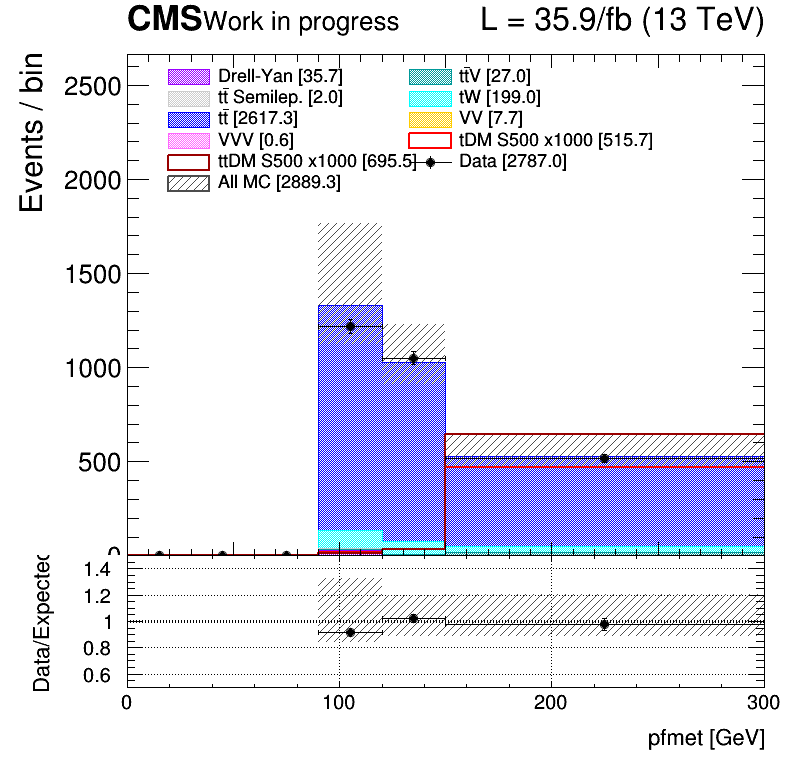 CMS Work in progress L = 35.9/fb (13 TeV)
Events / bin
2500
2000
1500
1000
500
0
Drell-Yan [35.7]
tt̄ Semilep. [2.0]
tt̄ [2617.3]
VVV [0.6]
ttDM S500 x1000 [695.5]
All MC [2889.3]
tt̄V [27.0]
tW [199.0]
VV [7.7]
tDM S500 x1000 [515.7]
Data [2787.0]
Data/Expected
1.4
1.2
1
0.8
0.6
0 100 200 300
pfmet [GeV]